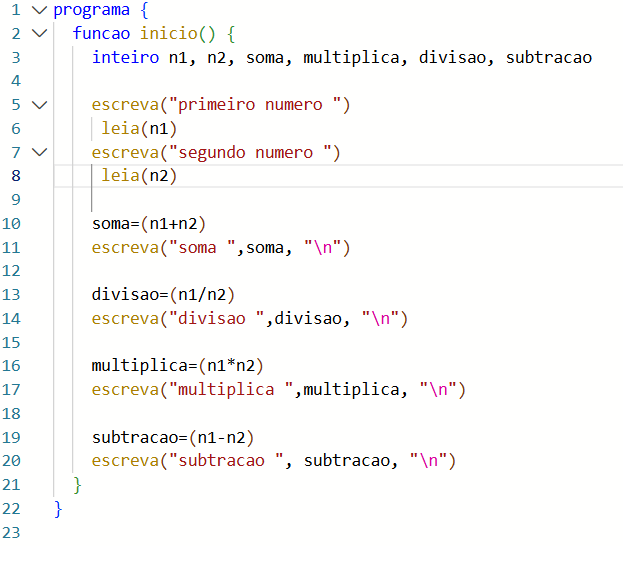 1 programa {
2 funcao inicio() {
3 inteiro n1, n2, soma, multiplica, divisao, subtracao
4
5 escreva("primeiro numero ")
6 leia(n1)
7 escreva("segundo numero ")
8 leia(n2)
9
10 soma=(n1+n2)
11 escreva("soma ",soma, "\n")
12
13 divisao=(n1/n2)
14 escreva("divisao ",divisao, "\n")
15
16 multiplica=(n1*n2)
17 escreva("multiplica ",multiplica, "\n")
18
19 subtracao=(n1-n2)
20 escreva("subtracao ", subtracao, "\n")
21 }
22 }
23